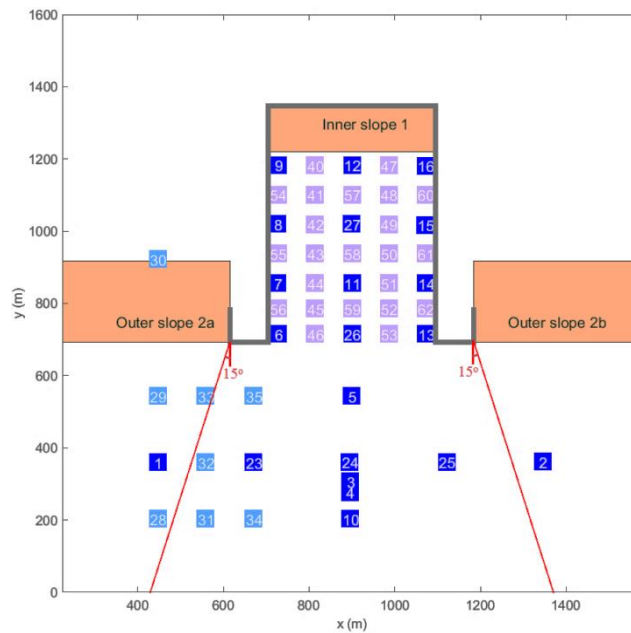 1600
1400
Inner slope 1
1200
9 40 12 47 16
54 41 57 48 60
1000
8 42 27 49 15
55 43 58 50 61
30
800
7 44 11 51 14
56 45 59 52 62
Outer slope 2a
Outer slope 2b
6 46 26 53 13
y (m)
600
15°
15°
29 33 35 5
400
1 32 23 24 25 2
3
4
200
28 31 34 10
0
400 600 800 1000 1200 1400
x (m)